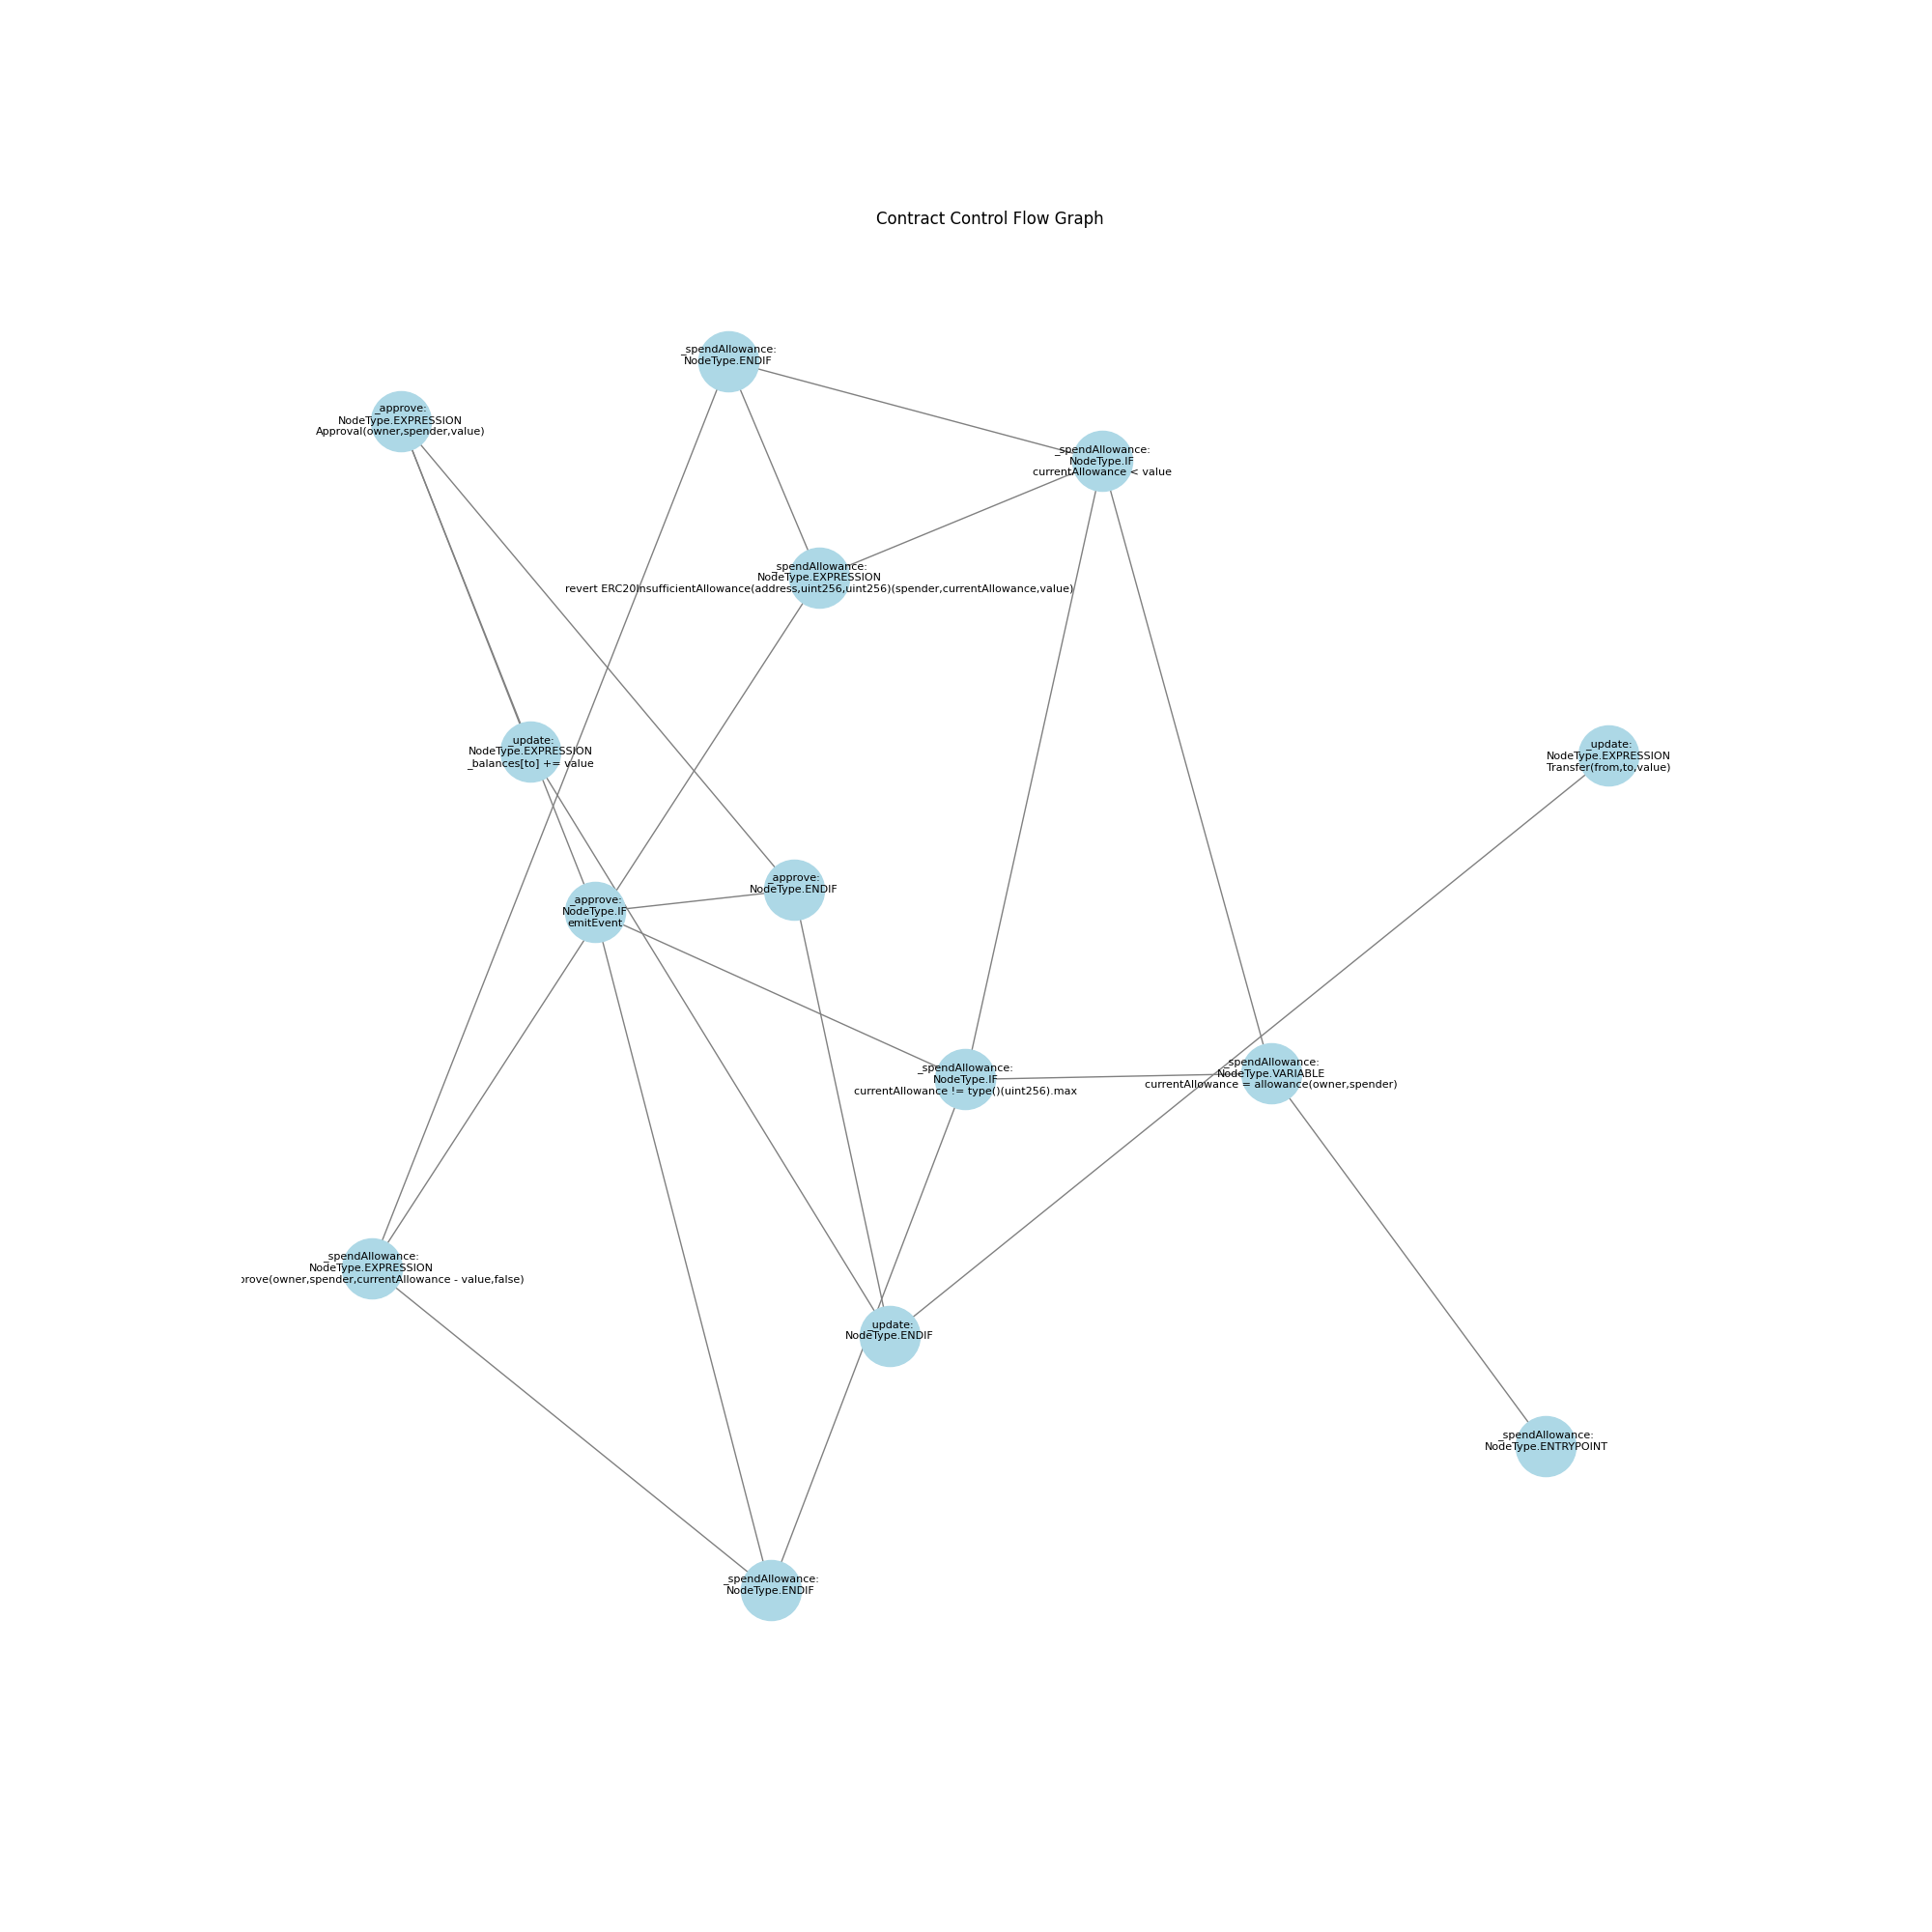 Contract Control Flow Graph
_spendAllowance:
NodeType.ENDIF
_approve:
NodeType.EXPRESSION
Approval(owner,spender,value)
_spendAllowance:
NodeType.IF
currentAllowance < value
_spendAllowance:
NodeType.EXPRESSION
revert ERC20InsufficientAllowance(address,uint256,uint256)(spender,currentAllowance,value)
_update:
NodeType.EXPRESSION
_balances[to] += value
_update:
NodeType.EXPRESSION
Transfer(from,to,value)
_approve:
NodeType.ENDIF
_approve:
NodeType.IF
emitEvent
_spendAllowance:
NodeType.IF
currentAllowance != type()(uint256).max
_spendAllowance:
NodeType.VARIABLE
currentAllowance = allowance(owner,spender)
_spendAllowance:
NodeType.EXPRESSION
prove(owner,spender,currentAllowance - value,false)
_update:
NodeType.ENDIF
_spendAllowance:
NodeType.ENTRYPOINT
_spendAllowance:
NodeType.ENDIF